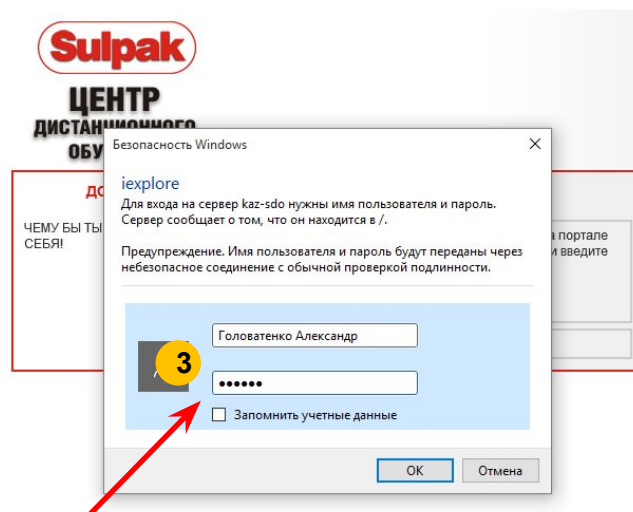 Sulpak
ЦЕНТР
ДИСТАНЦИОННОГО
ОБУ
Безопасность Windows
iexplore
Для входа на сервер kaz-sdo нужны имя пользователя и пароль.
Сервер сообщает о том, что он находится в /.
Предупреждение. Имя пользователя и пароль будут переданы через
небезопасное соединение с обычной проверкой подлинности.
ДО
ЧЕМУ БЫ ТЫ
СЕБЯ!
а портале
и введите
Головатенко Александр
3
••••••
Запомнить учетные данные
ОК
Отмена